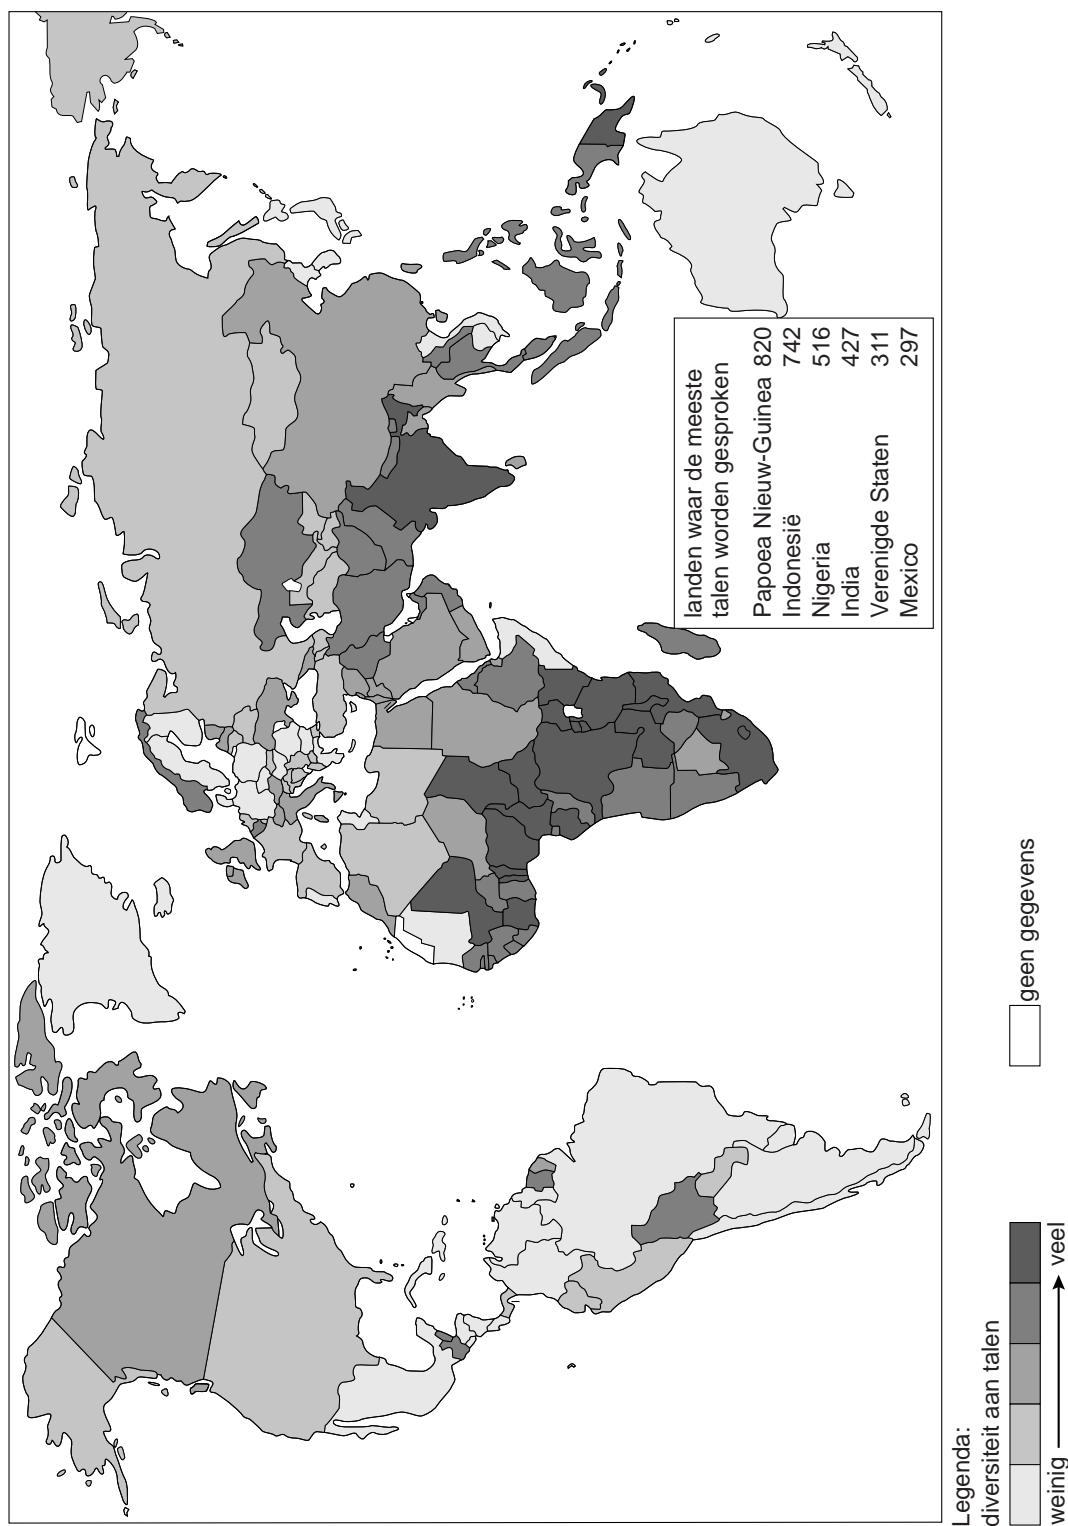 landen waar de meeste
talen worden gesproken
Papoea Nieuw-Guinea 820
Indonesië 742
Nigeria 516
India 427
Verenigde Staten 311
Mexico 297
Legenda:
diversiteit aan talen
weinig veel
geen gegevens